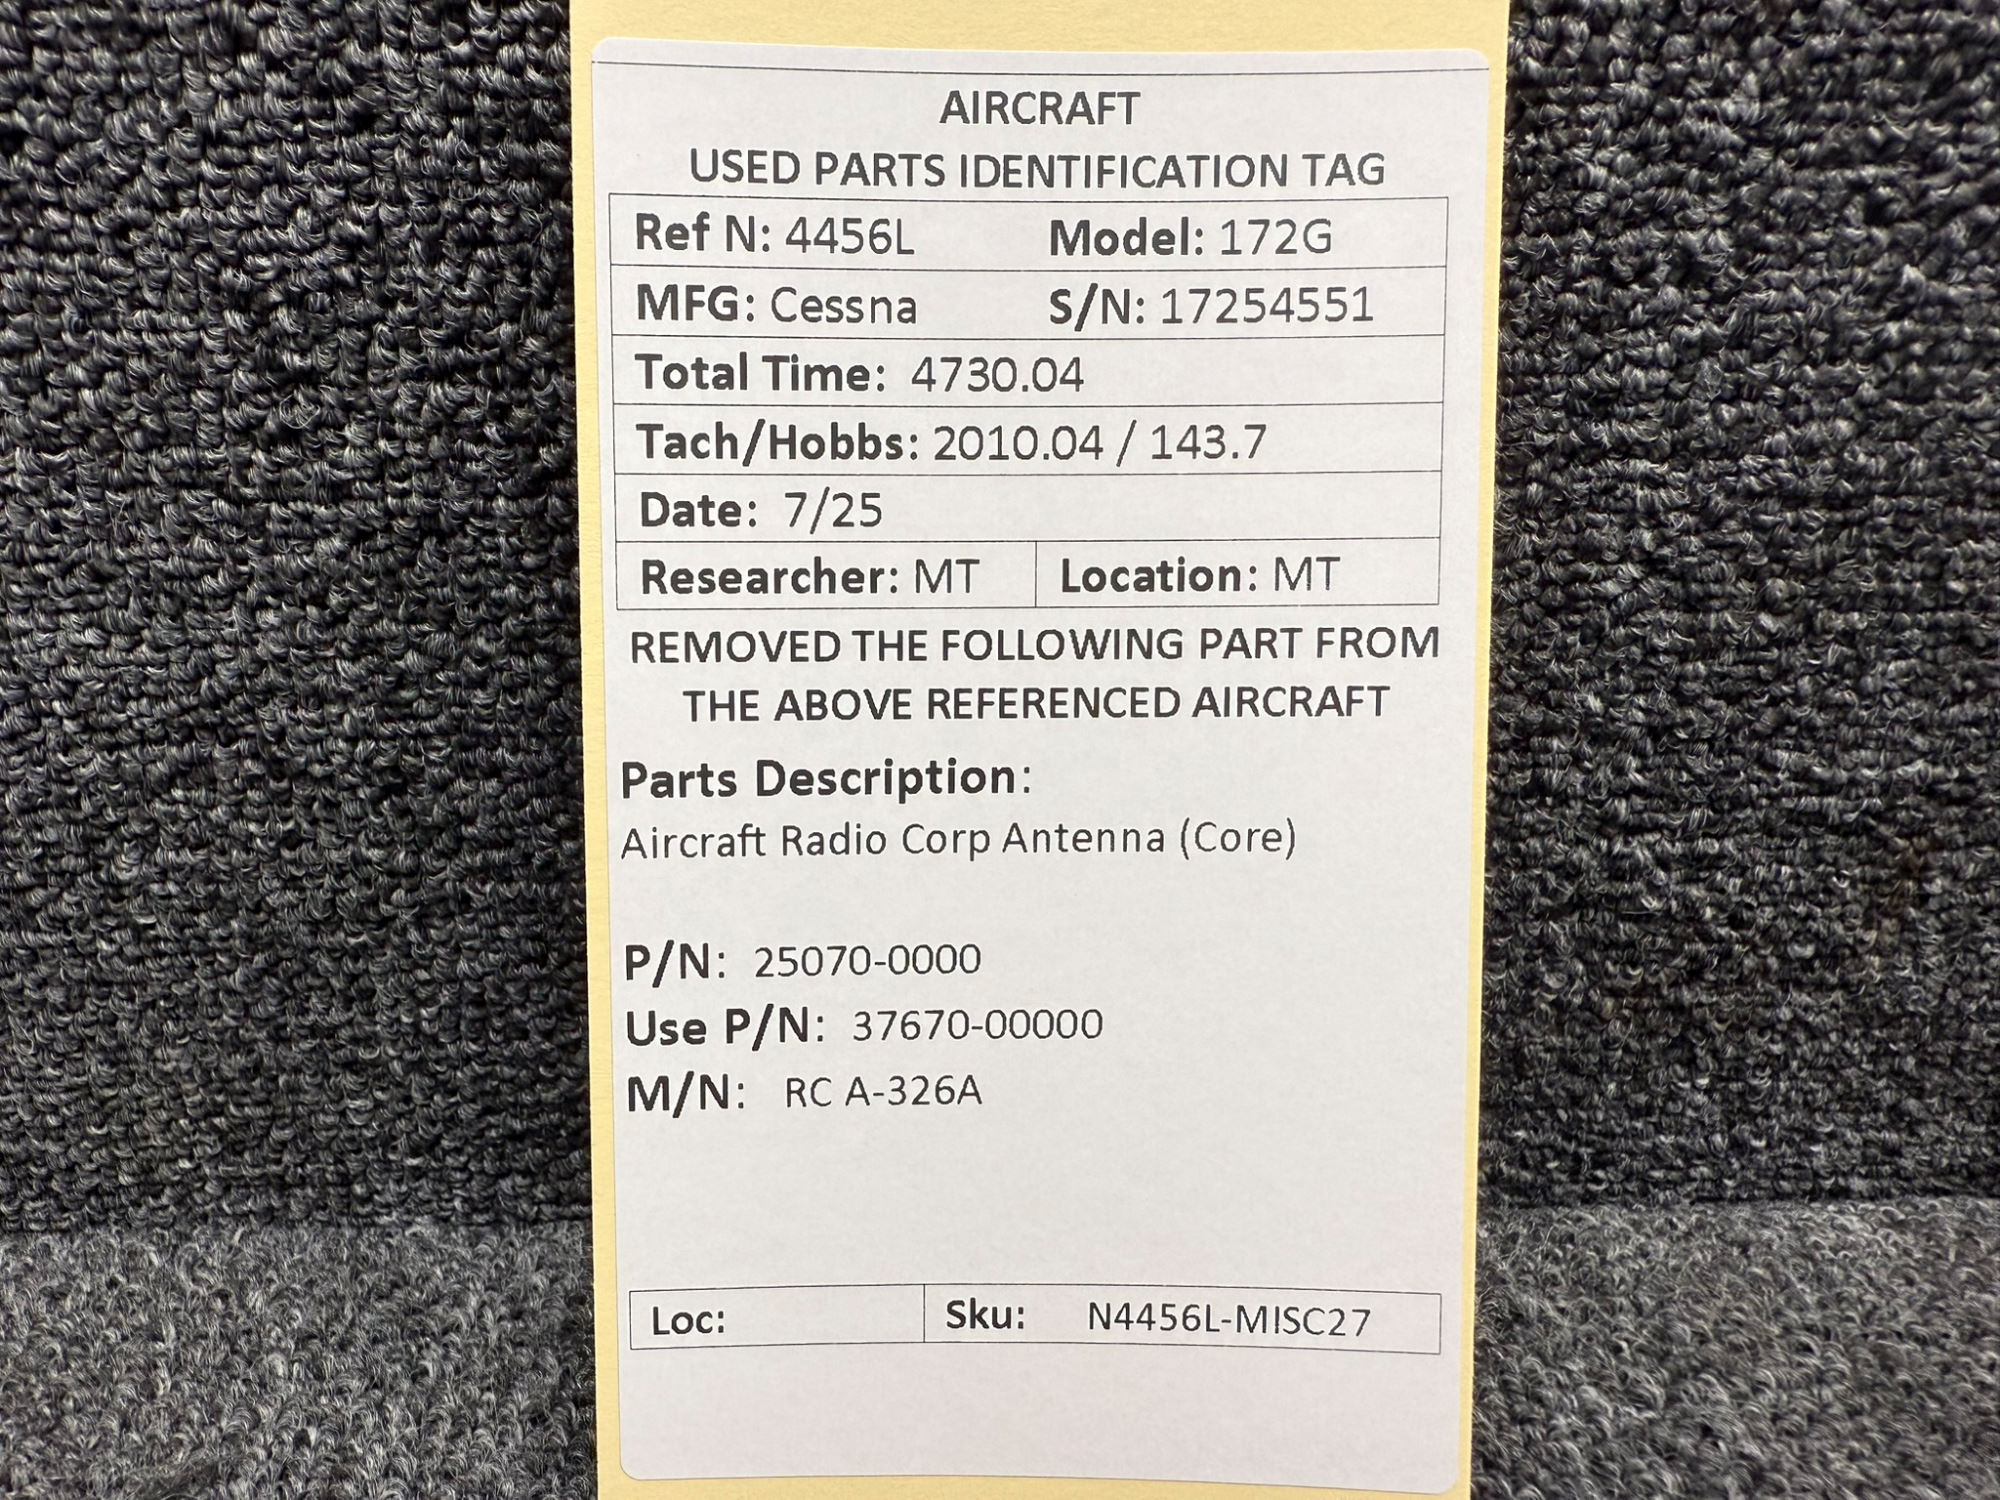 AIRCRAFT
USED PARTS IDENTIFICATION TAG
Ref N: 4456L Model: 172G
MFG: Cessna S/N: 17254551
Total Time: 4730.04
Tach/Hobbs: 2010.04 / 143.7
Date: 7/25
Researcher: MT Location: MT
REMOVED THE FOLLOWING PART FROM
THE ABOVE REFERENCED AIRCRAFT
Parts Description:
Aircraft Radio Corp Antenna (Core)
P/N: 25070-0000
Use P/N: 37670-00000
M/N: RC A-326A
Loc: Sku: N4456L-MISC27